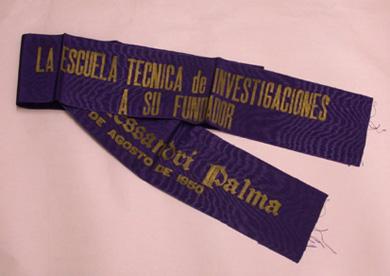 LA ESCUELA TECNICA de INVESTIGACIONES
A SU FUNDADOR
Palma
DE AGOSTO DE 1950